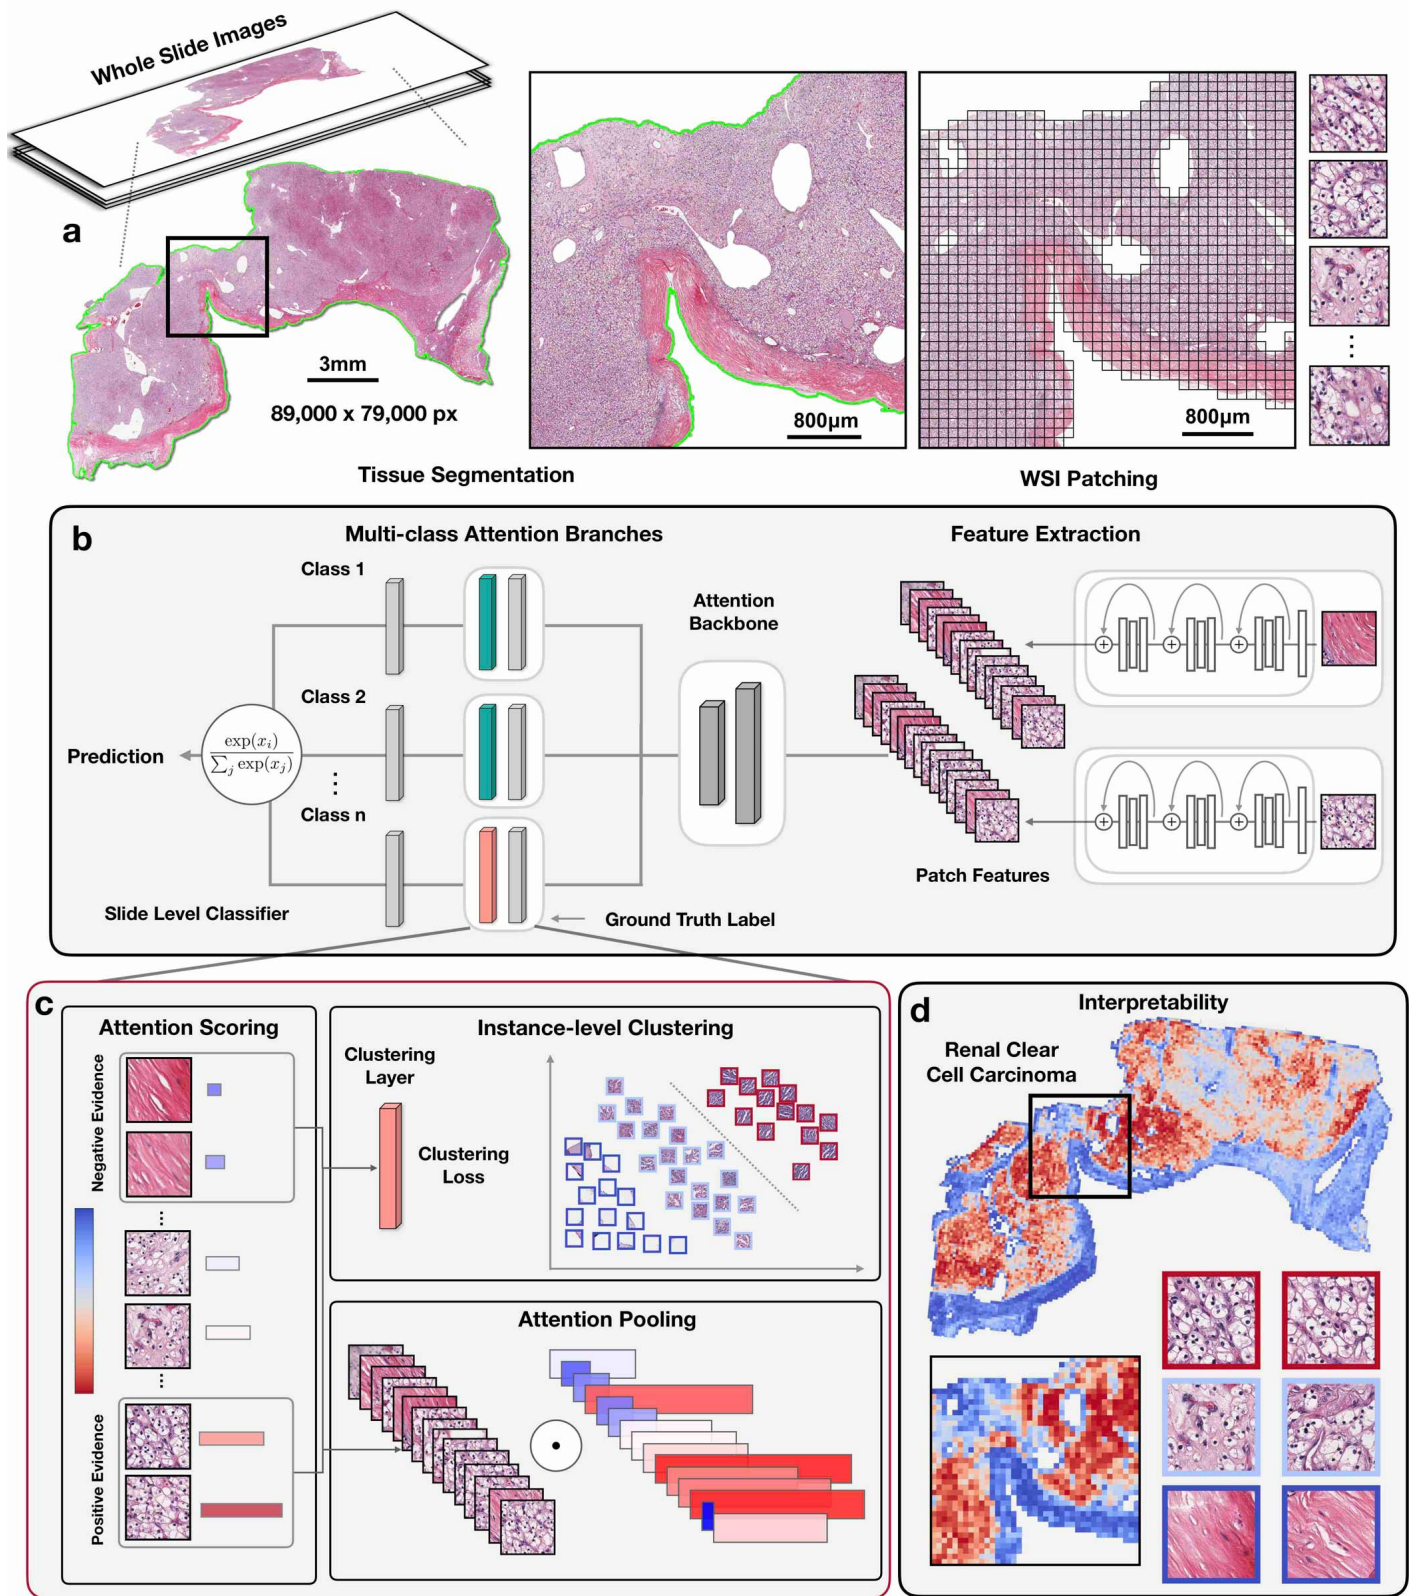 Whole Slide Images
a
3mm
89,000 x 79,000 px
800µm
800µm
Tissue Segmentation
WSI Patching
b
Multi-class Attention Branches
Feature Extraction
Class 1
Attention
Backbone
Class 2
exp(x_i)
∑_j exp(x_j)
Prediction
Class n
Patch Features
Slide Level Classifier
Ground Truth Label
c
Attention Scoring
Negative Evidence
Positive Evidence
Instance-level Clustering
Clustering
Layer
Clustering
Loss
Attention Pooling
d
Interpretability
Renal Clear
Cell Carcinoma